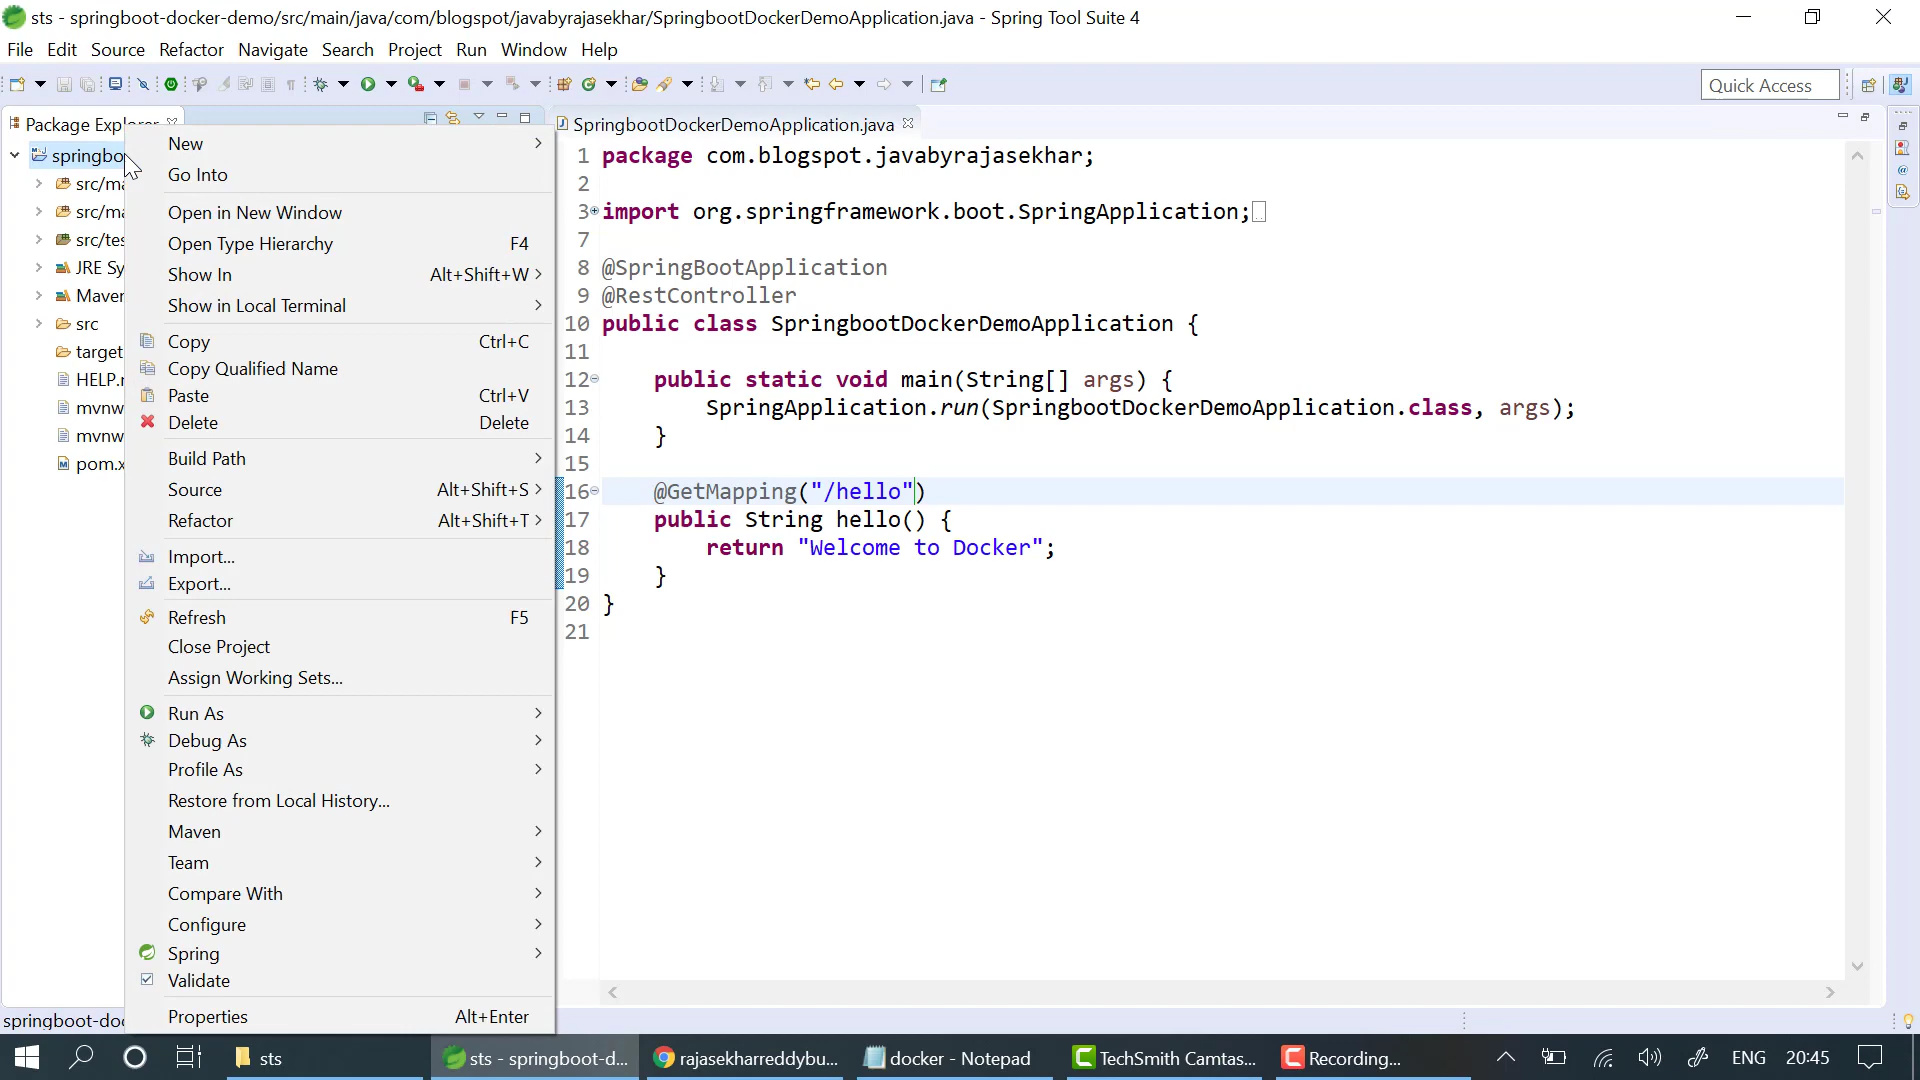 sts - springboot-docker-demo/src/main/java/com/blogspot/javabyrajasekhar/SpringbootDockerDemoApplication.java - Spring Tool Suite 4
File Edit Source Refactor Navigate Search Project Run Window Help
Quick Access
Package Explorer
springbo
src/ma
src/ma
src/tes
JRE Sy
Maver
src
target
HELP.r
mvnw
mvnw
pom.x
New
Go Into
Open in New Window
Open Type Hierarchy F4
Show In Alt+Shift+W
Show in Local Terminal
Copy Ctrl+C
Copy Qualified Name
Paste Ctrl+V
Delete Delete
Build Path
Source Alt+Shift+S
Refactor Alt+Shift+T
Import...
Export...
Refresh F5
Close Project
Assign Working Sets...
Run As
Debug As
Profile As
Restore from Local History...
Maven
Team
Compare With
Configure
Spring
Validate
Properties Alt+Enter
SpringbootDockerDemoApplication.java
1 package com.blogspot.javabyrajasekhar;
2
3 import org.springframework.boot.SpringApplication;
7
8 @SpringBootApplication
9 @RestController
10 public class SpringbootDockerDemoApplication {
11
12 public static void main(String[] args) {
13 SpringApplication.run(SpringbootDockerDemoApplication.class, args);
14 }
15
16 @GetMapping("/hello")
17 public String hello() {
18 return "Welcome to Docker";
19 }
20 }
21
springboot-doc
sts
sts - springboot-d...
rajasekharreddybu...
docker - Notepad
TechSmith Camtas...
Recording...
ENG
20:45